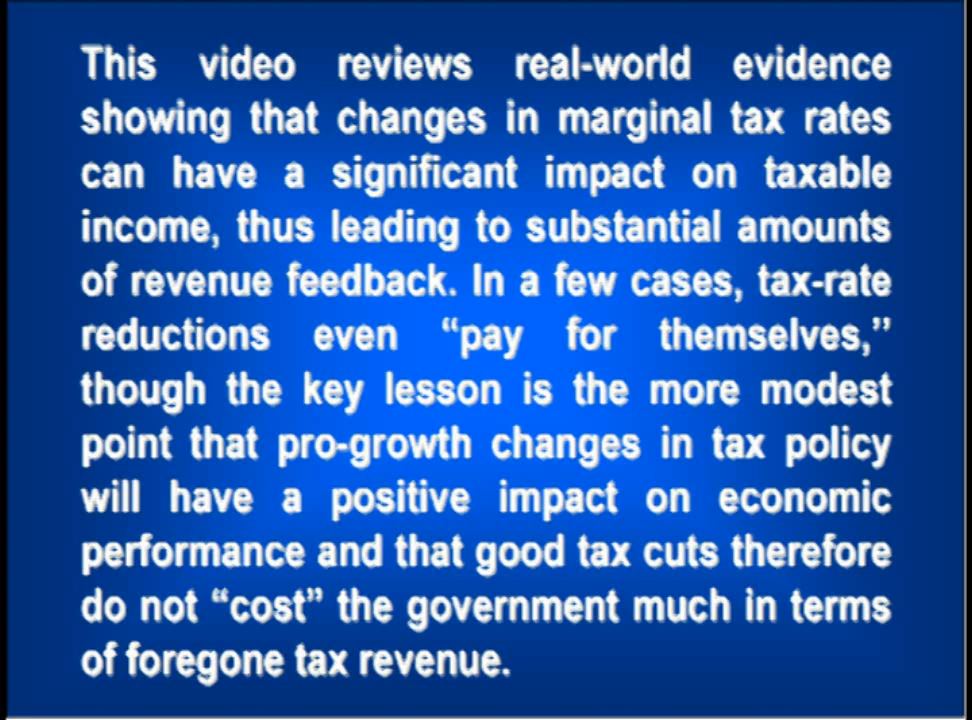 This video reviews real-world evidence
showing that changes in marginal tax rates
can have a significant impact on taxable
income, thus leading to substantial amounts
of revenue feedback. In a few cases, tax-rate
reductions even “pay for themselves,”
though the key lesson is the more modest
point that pro-growth changes in tax policy
will have a positive impact on economic
performance and that good tax cuts therefore
do not “cost” the government much in terms
of foregone tax revenue.